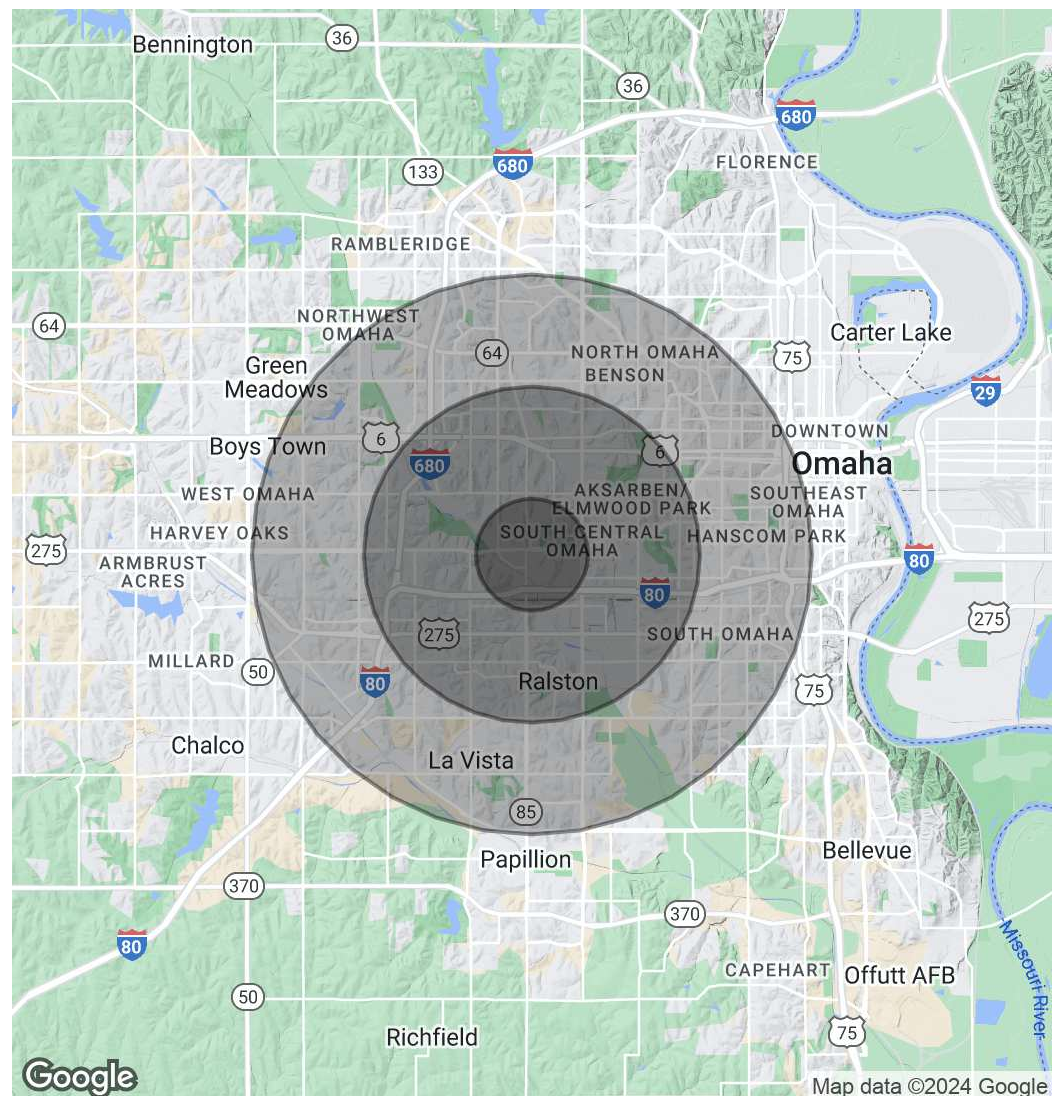 Bennington
36
36
680
FLORENCE
680
133
RAMBLERIDGE
NORTHWEST
OMAHA
64
64
NORTH OMAHA
BENSON
75
Carter Lake
Green
Meadows
29
6
DOWNTOWN
Boys Town
680
6
Omaha
WEST OMAHA
AKSARBEN/
ELMWOOD PARK
SOUTHEAST
OMAHA
HARVEY OAKS
SOUTH CENTRAL
OMAHA
HANSCOM PARK
275
80
ARMBRUST
ACRES
80
275
275
SOUTH OMAHA
MILLARD
50
80
Ralston
75
Chalco
La Vista
85
Papillion
Bellevue
370
370
80
Missouri River
CAPEHART
Offutt AFB
50
Richfield
75
Google
Map data ©2024 Google